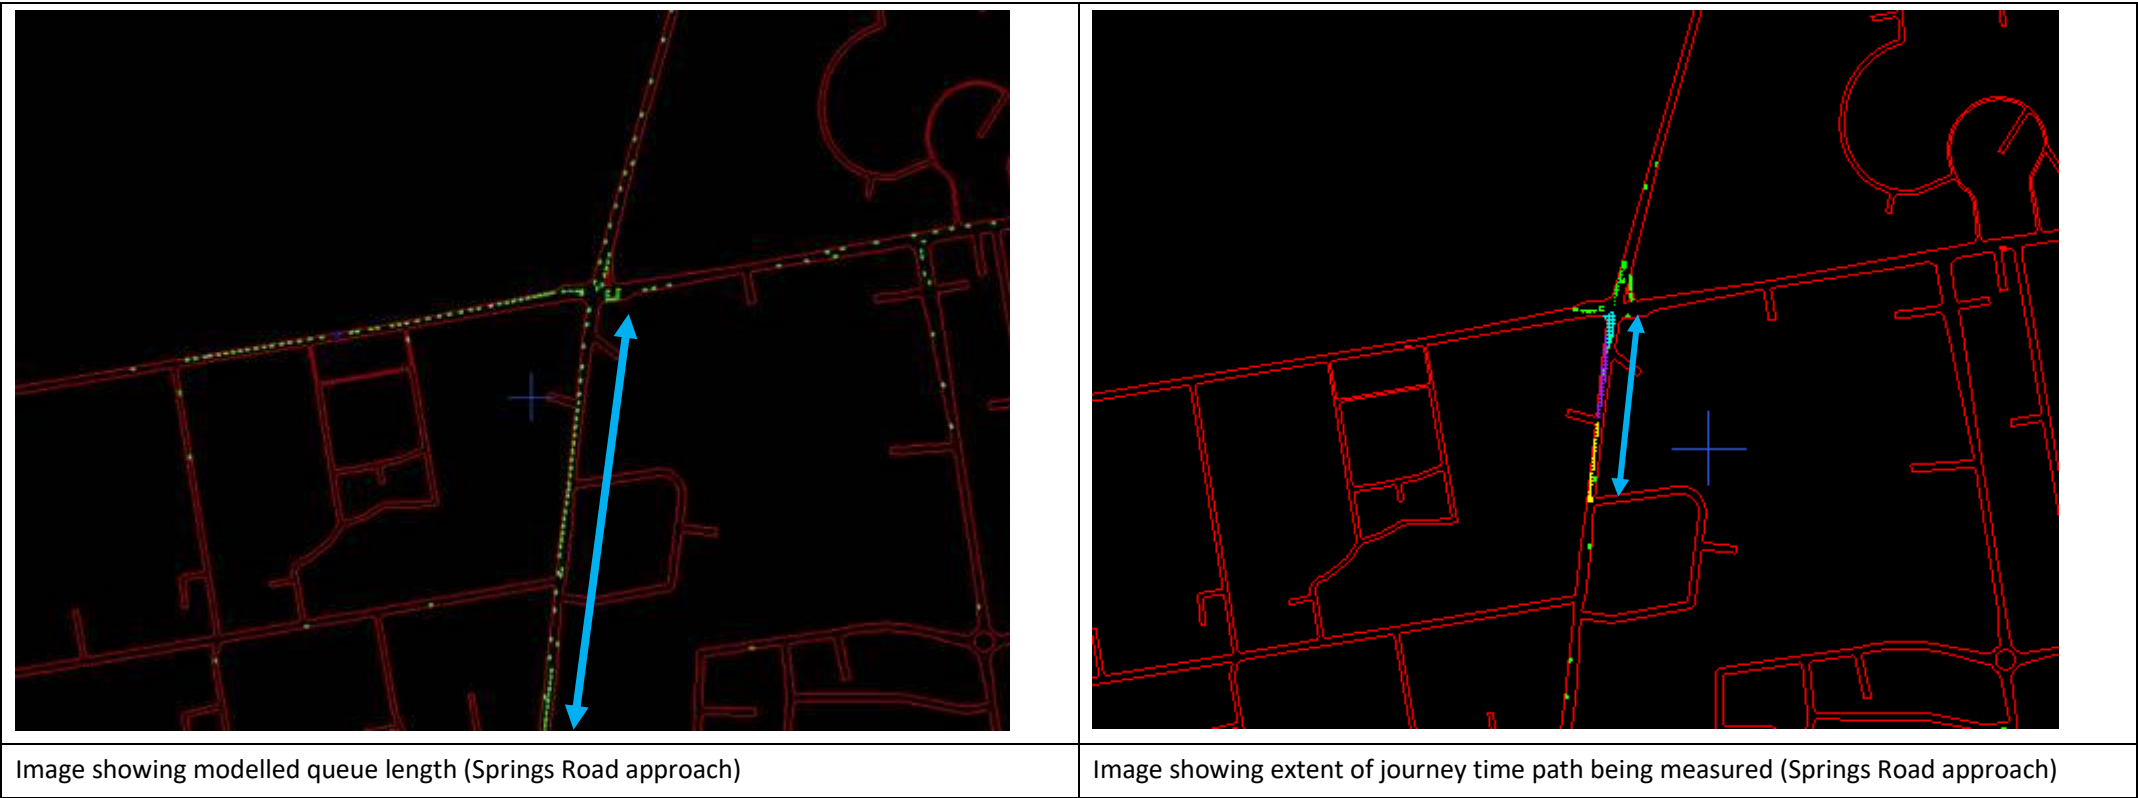 Image showing modelled queue length (Springs Road approach)
Image showing extent of journey time path being measured (Springs Road approach)